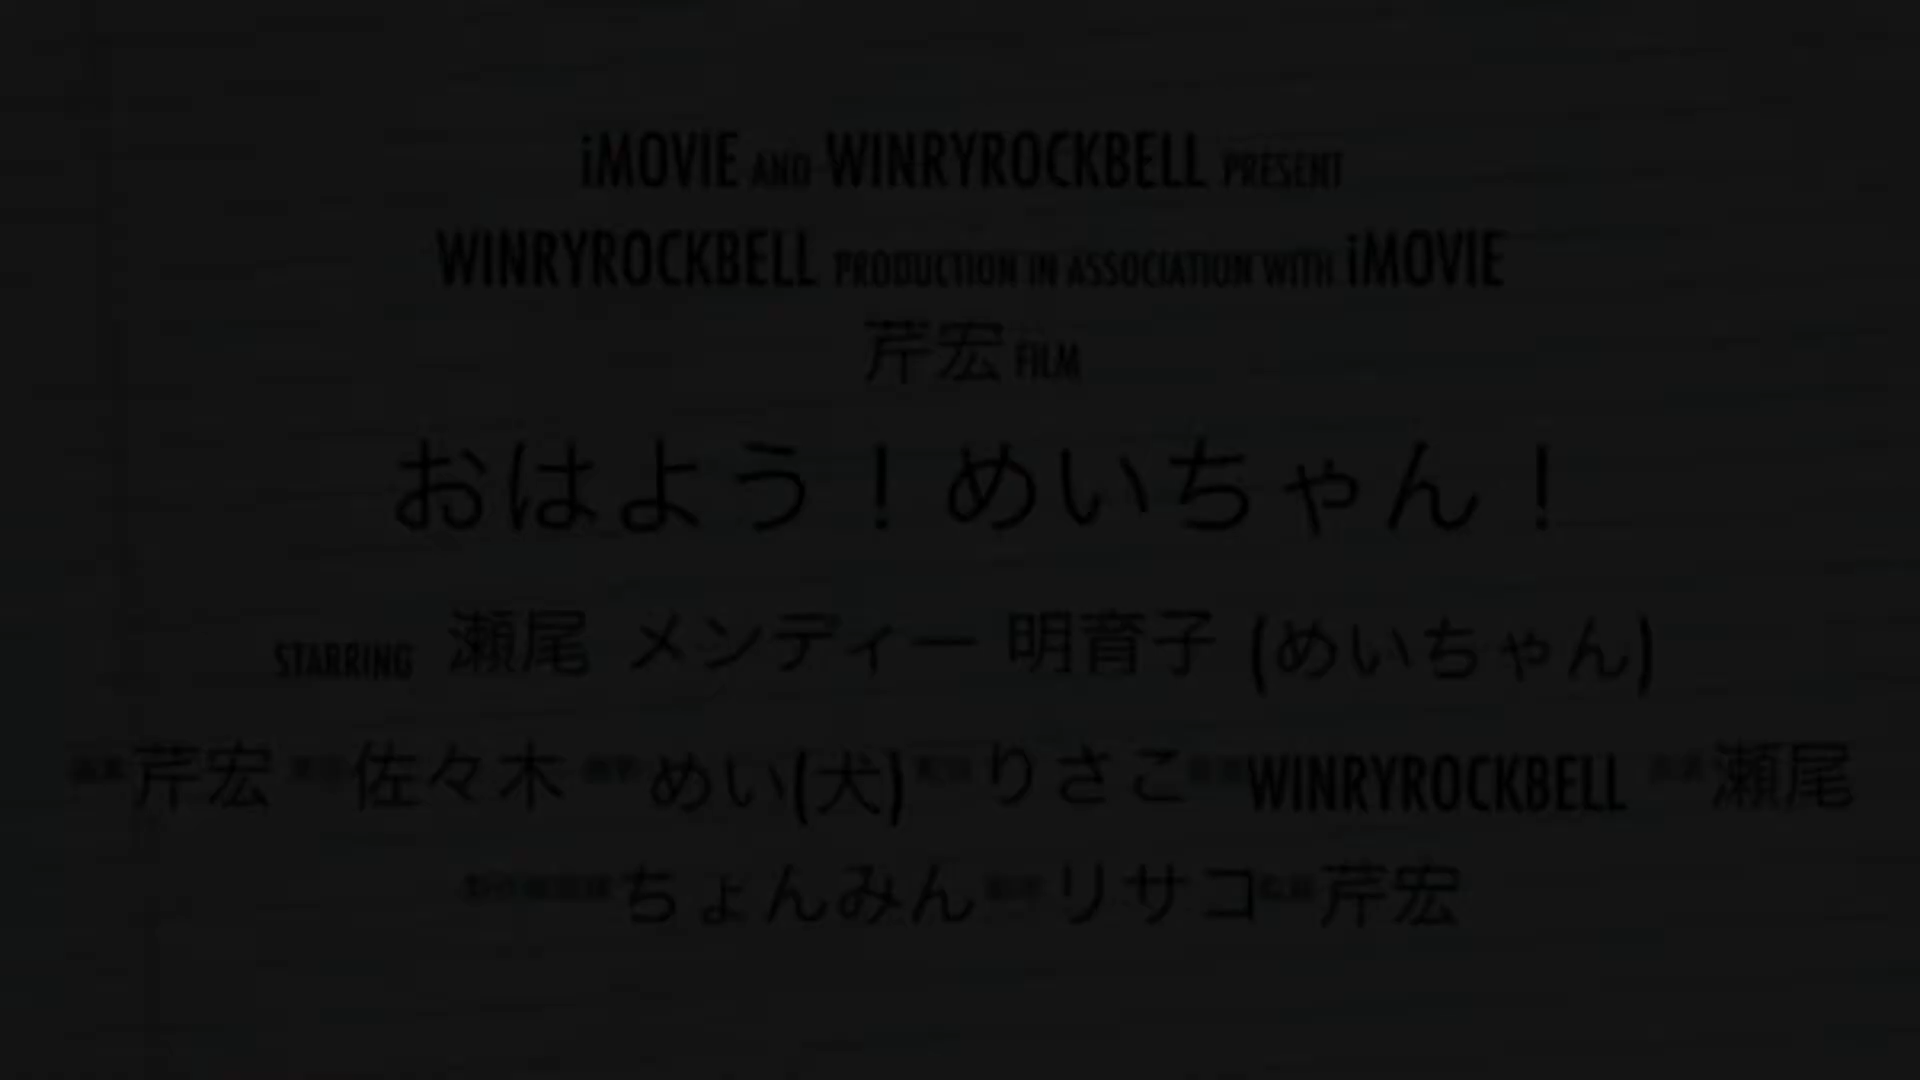 iMOVIE AND WINRYROCKBELL PRESENT
WINRYROCKBELL PRODUCTION IN ASSOCIATION WITH iMOVIE
芹宏 FILM
おはよう！めいちゃん！
STARRING 瀬尾 メンディー 明育子 (めいちゃん)
芹宏 佐々木 めい(犬) りさこ WINRYROCKBELL 瀬尾
ちょんみん リサコ 芹宏